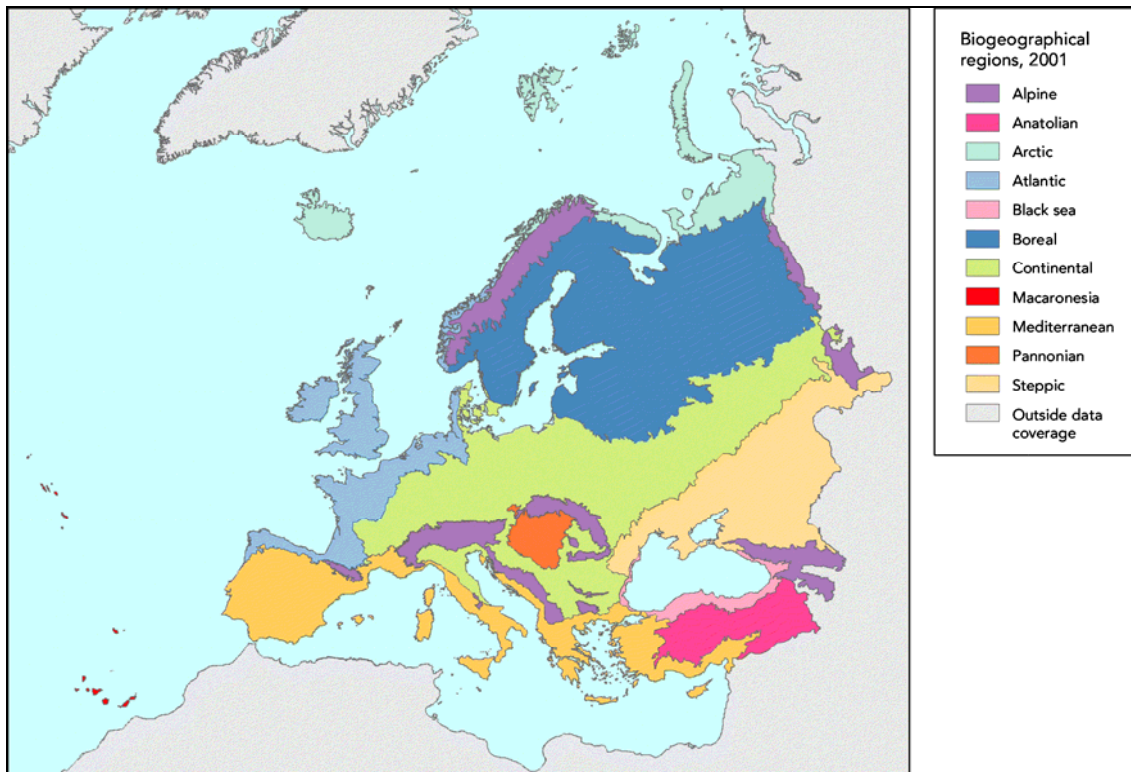 Biogeographical
regions, 2001
Alpine
Anatolian
Arctic
Atlantic
Black sea
Boreal
Continental
Macaronesia
Mediterranean
Pannonian
Steppic
Outside data
coverage